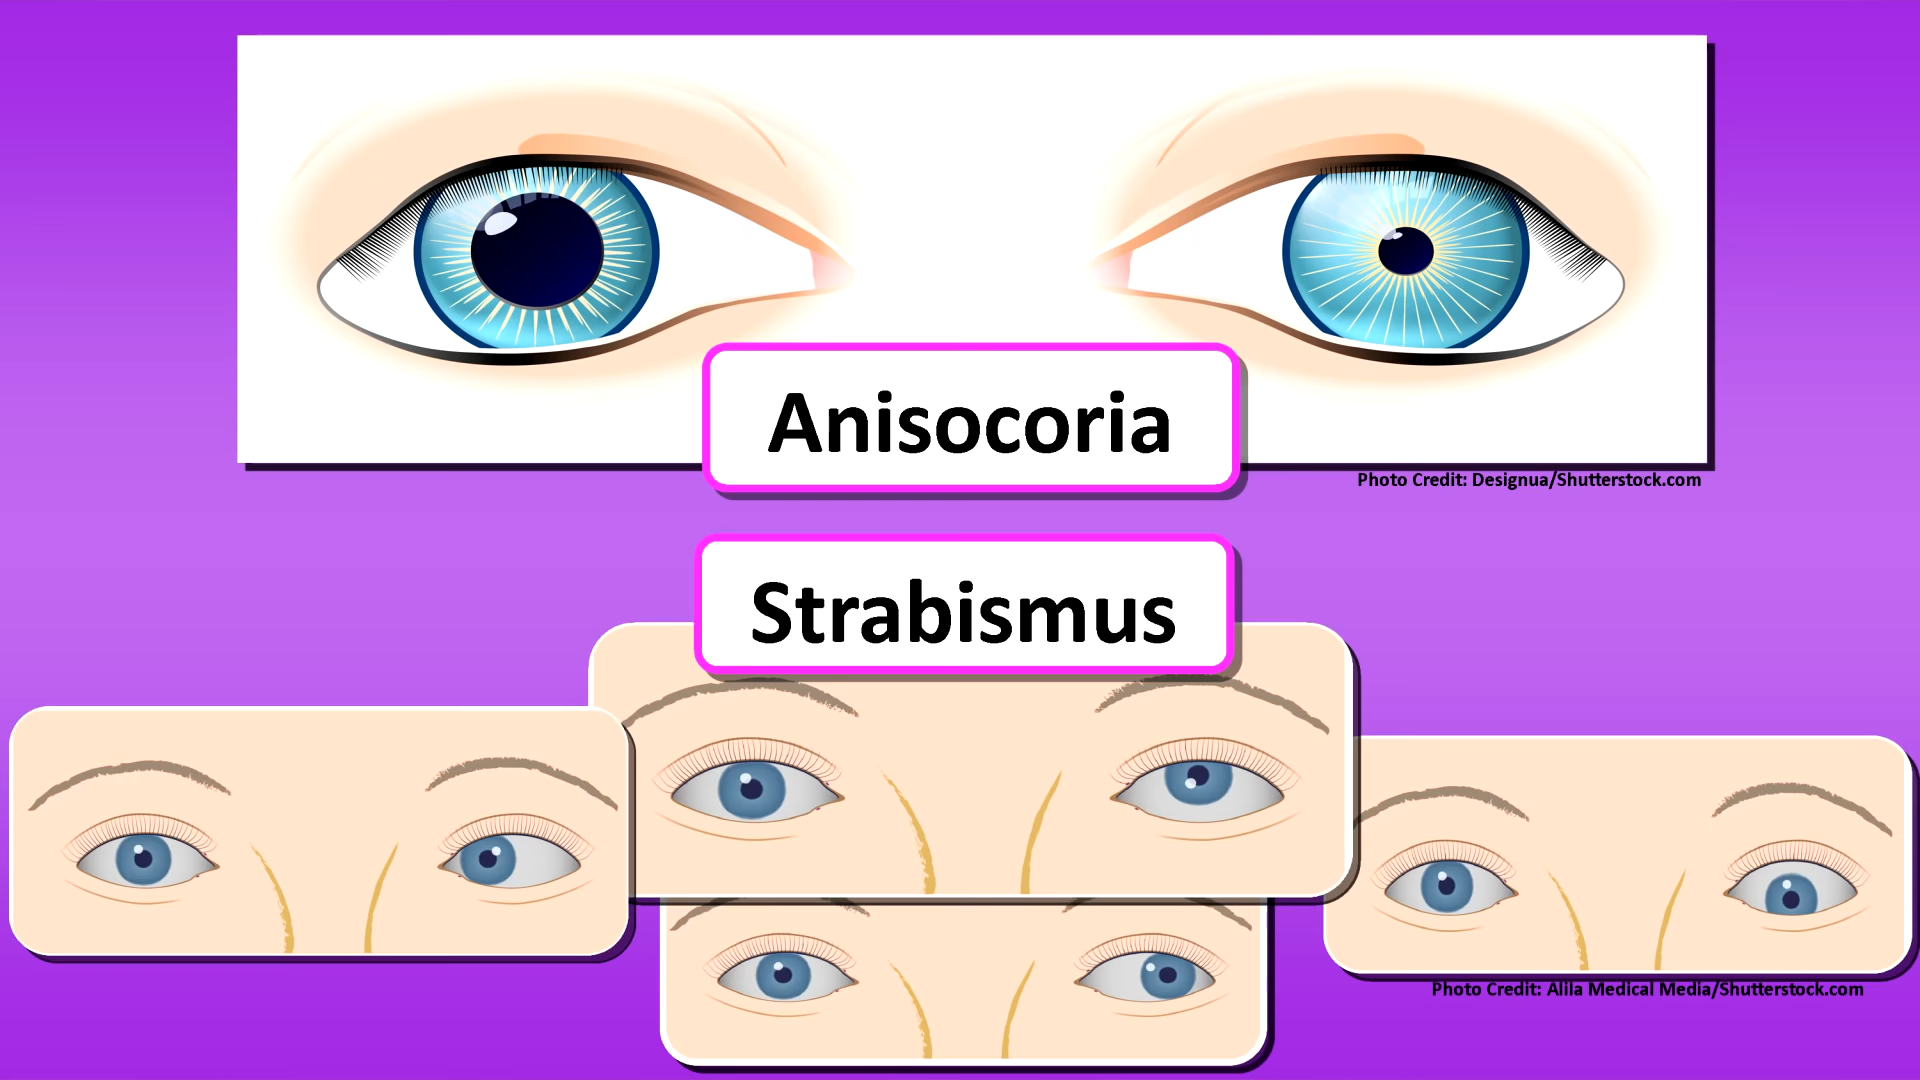 Anisocoria
Photo Credit: Designua/Shutterstock.com
Strabismus
Photo Credit: Alila Medical Media/Shutterstock.com